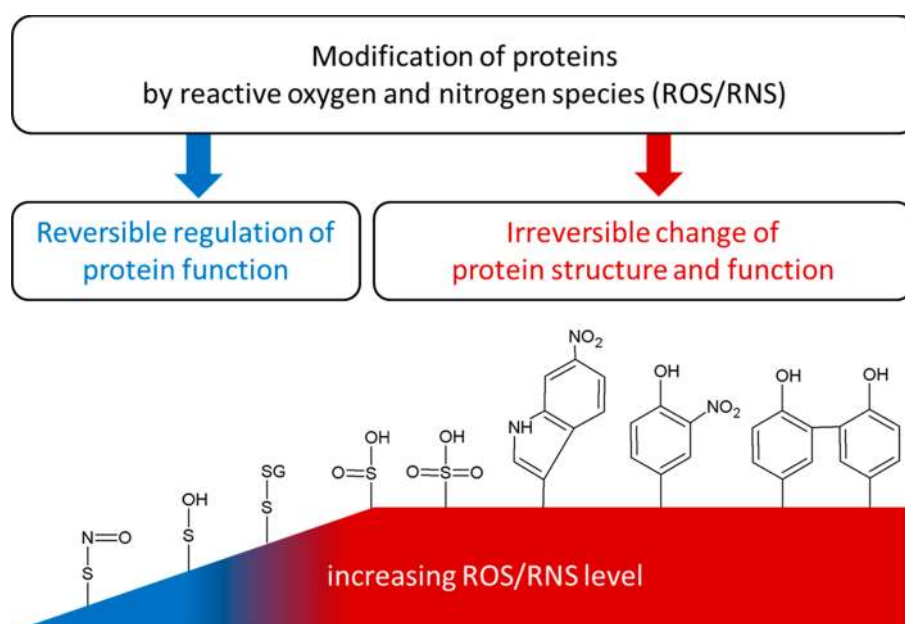 Modification of proteins
by reactive oxygen and nitrogen species (ROS/RNS)
Reversible regulation of
protein function
Irreversible change of
protein structure and function
N=O
S
OH
S
SG
S
OH
O=S
OH
O=S=O
NO2
NH
OH
NO2
OH
OH
increasing ROS/RNS level